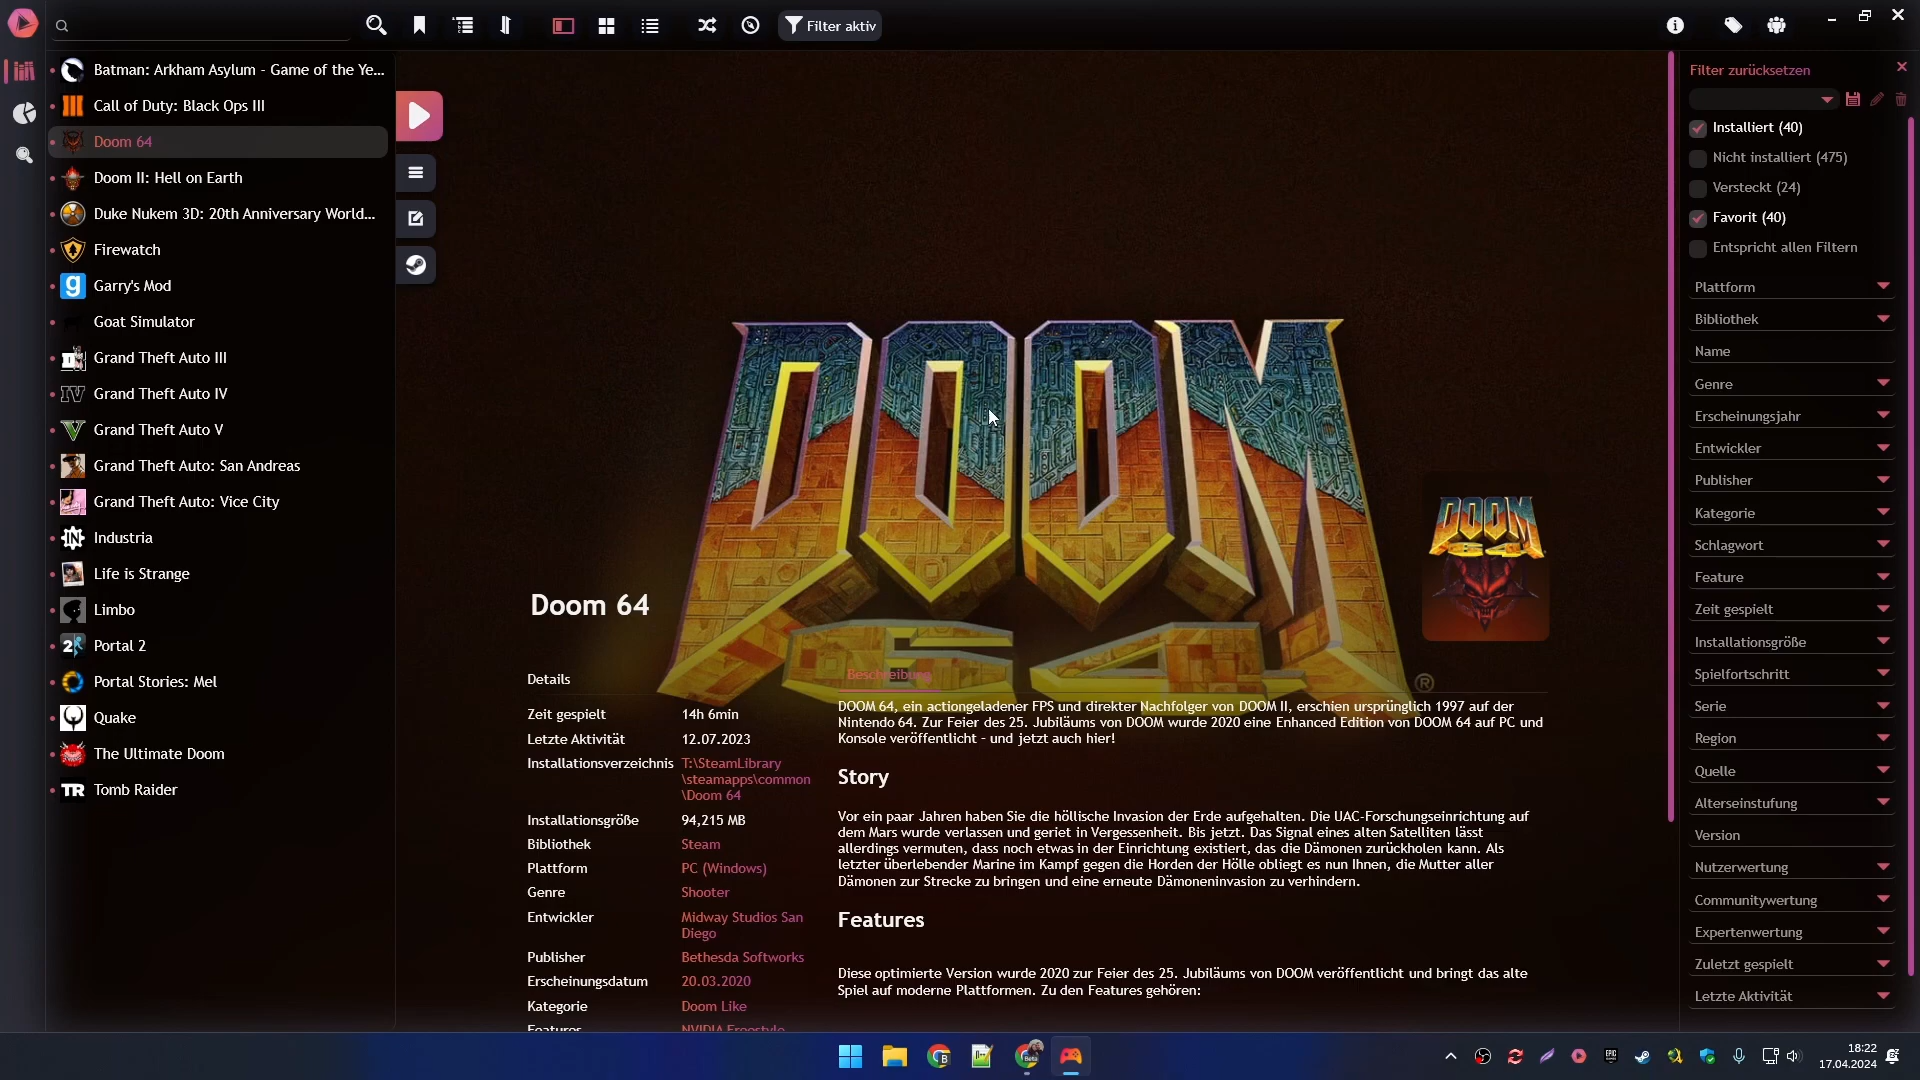 Filter aktiv
Batman: Arkham Asylum - Game of the Ye...
Call of Duty: Black Ops III
Doom 64
Doom II: Hell on Earth
Duke Nukem 3D: 20th Anniversary World...
Firewatch
Garry's Mod
Goat Simulator
Grand Theft Auto III
Grand Theft Auto IV
Grand Theft Auto V
Grand Theft Auto: San Andreas
Grand Theft Auto: Vice City
Industria
Life is Strange
Limbo
Portal 2
Portal Stories: Mel
Quake
The Ultimate Doom
Tomb Raider
DOOM
64
®
DOOM
64
Doom 64
Details
Zeit gespielt 14h 6min
Letzte Aktivität 12.07.2023
Installationsverzeichnis T:\SteamLibrary
\steamapps\common
\Doom 64
Installationsgröße 94,215 MB
Bibliothek Steam
Plattform PC (Windows)
Genre Shooter
Entwickler Midway Studios San
Diego
Publisher Bethesda Softworks
Erscheinungsdatum 20.03.2020
Kategorie Doom Like
Features NVIDIA Freestyle
Beschreibung
DOOM 64, ein actiongeladener FPS und direkter Nachfolger von DOOM II, erschien ursprünglich 1997 auf der
Nintendo 64. Zur Feier des 25. Jubiläums von DOOM wurde 2020 eine Enhanced Edition von DOOM 64 auf PC und
Konsole veröffentlicht – und jetzt auch hier!
Story
Vor ein paar Jahren haben Sie die höllische Invasion der Erde aufgehalten. Die UAC-Forschungseinrichtung auf
dem Mars wurde verlassen und geriet in Vergessenheit. Bis jetzt. Das Signal eines alten Satelliten lässt
allerdings vermuten, dass noch etwas in der Einrichtung existiert, das die Dämonen zurückholen kann. Als
letzter überlebender Marine im Kampf gegen die Horden der Hölle obliegt es nun Ihnen, die Mutter aller
Dämonen zur Strecke zu bringen und eine erneute Dämoneninvasion zu verhindern.
Features
Diese optimierte Version wurde 2020 zur Feier des 25. Jubiläums von DOOM veröffentlicht und bringt das alte
Spiel auf moderne Plattformen. Zu den Features gehören:
Filter zurücksetzen
Installiert (40)
Nicht installiert (475)
Versteckt (24)
Favorit (40)
Entspricht allen Filtern
Plattform
Bibliothek
Name
Genre
Erscheinungsjahr
Entwickler
Publisher
Kategorie
Schlagwort
Feature
Zeit gespielt
Installationsgröße
Spielfortschritt
Serie
Region
Quelle
Alterseinstufung
Version
Nutzerwertung
Communitywertung
Expertenwertung
Zuletzt gespielt
Letzte Aktivität
18:22
17.04.2024